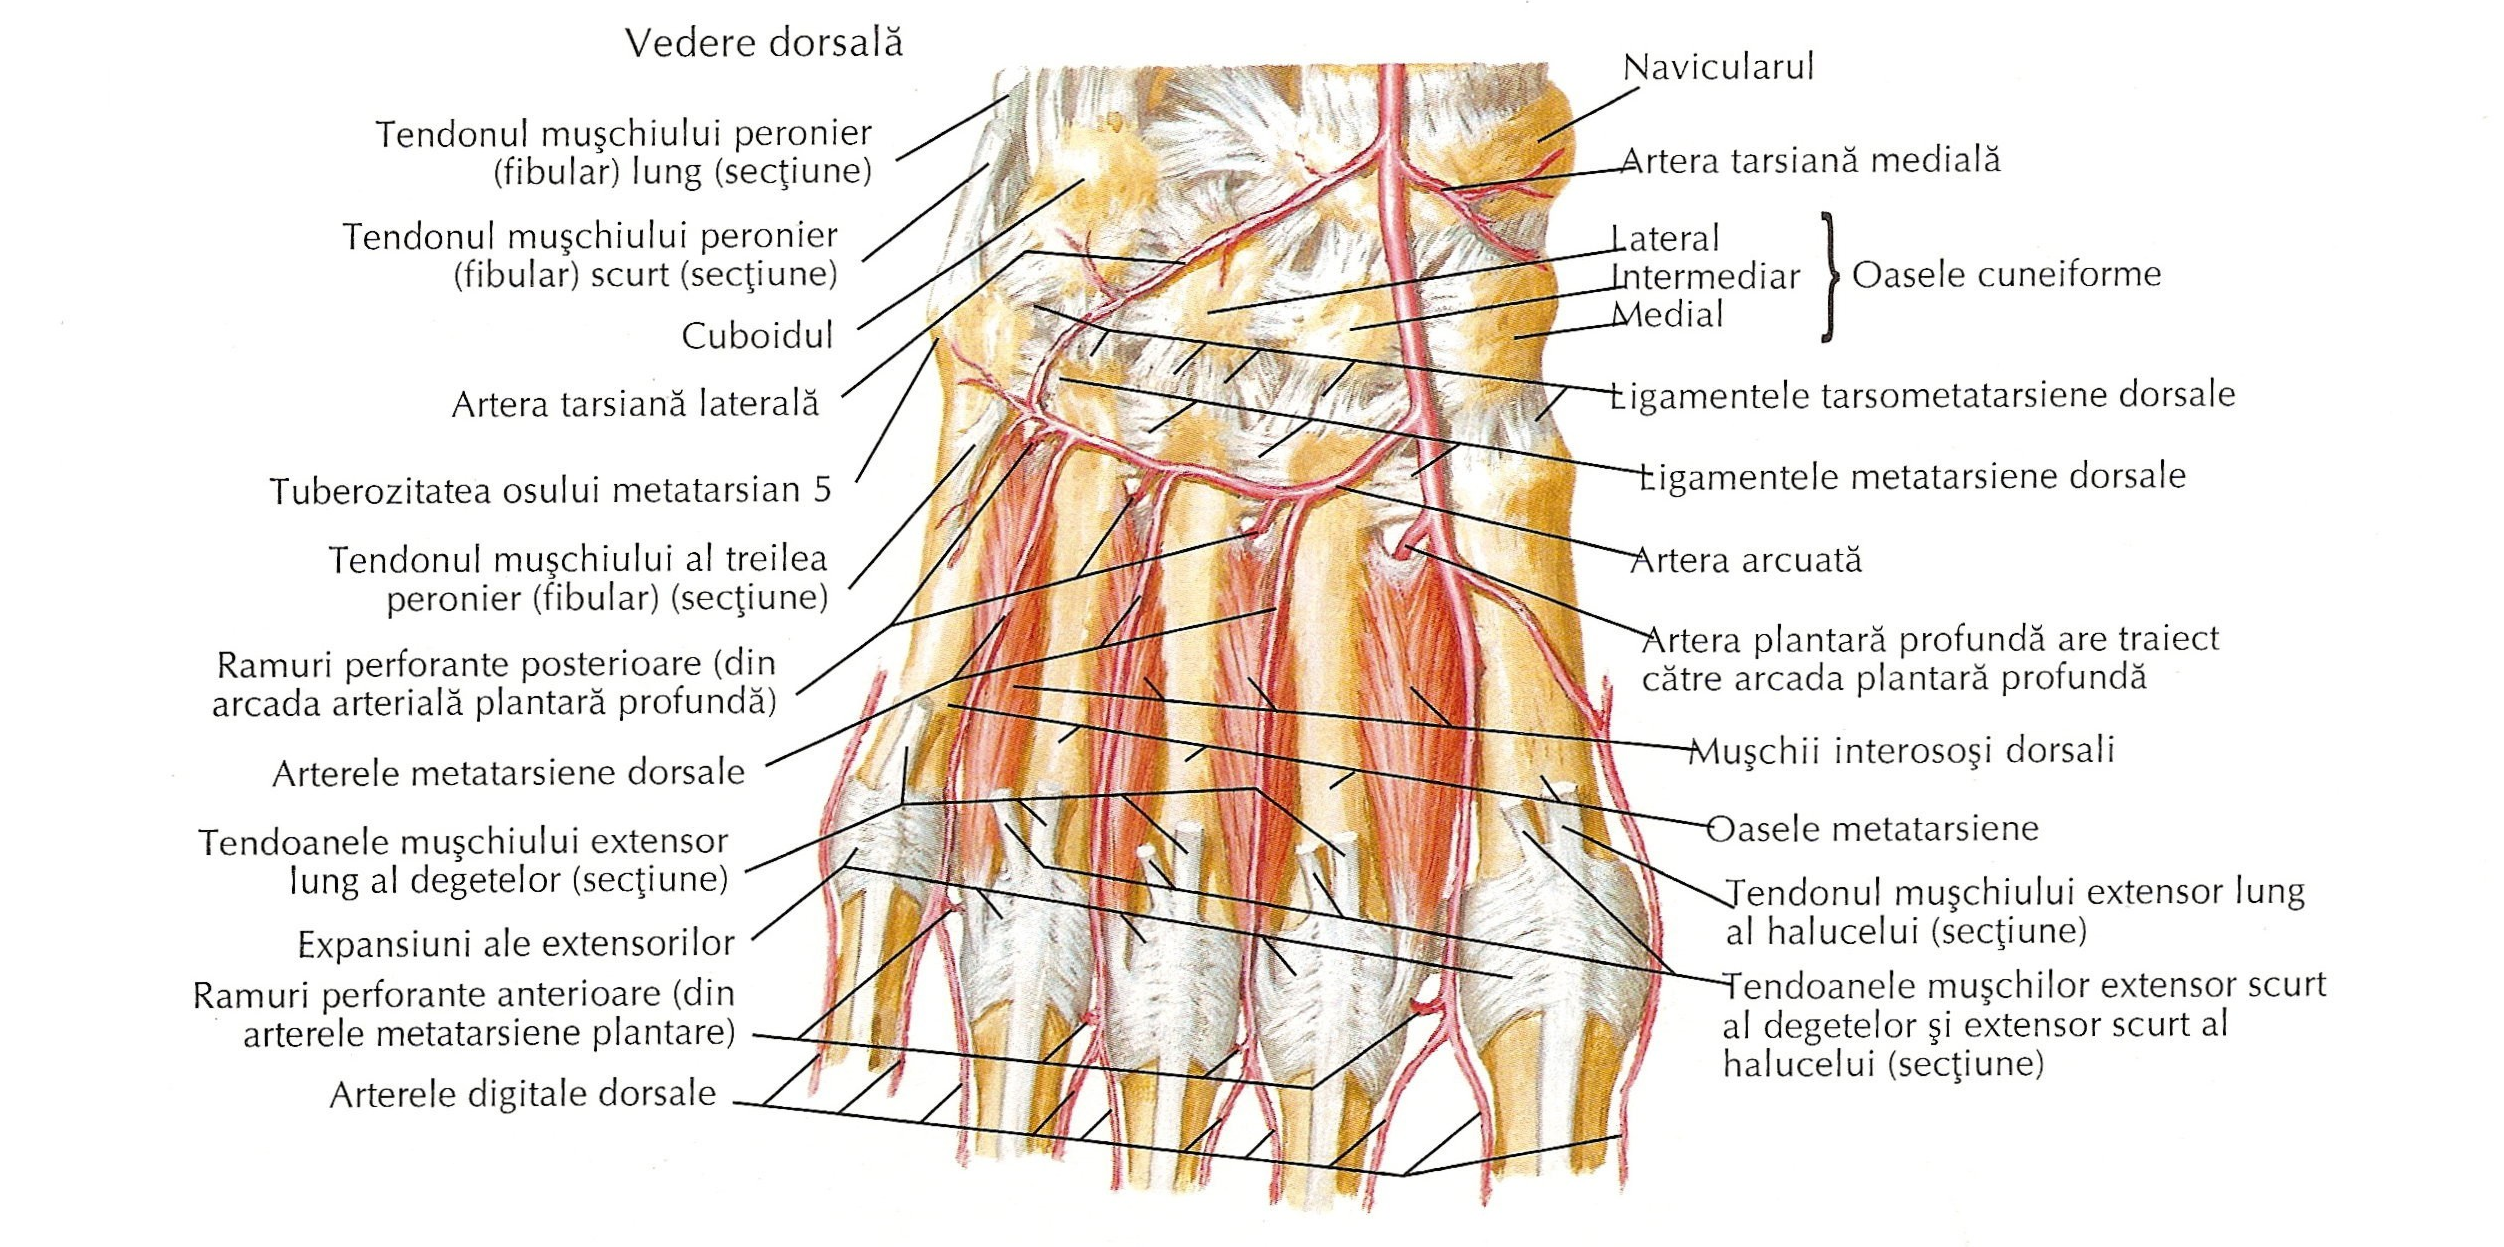 Vedere dorsală
Tendonul muşchiului peronier
(fibular) lung (secţiune)
Tendonul muşchiului peronier
(fibular) scurt (secţiune)
Cuboidul
Artera tarsiană laterală
Tuberozitatea osului metatarsian 5
Tendonul muşchiului al treilea
peronier (fibular) (secţiune)
Ramuri perforante posterioare (din
arcada arterială plantară profundă)
Arterele metatarsiene dorsale
Tendoanele muşchiului extensor
lung al degetelor (secţiune)
Expansiuni ale extensorilor
Ramuri perforante anterioare (din
arterele metatarsiene plantare)
Arterele digitale dorsale
Navicularul
Artera tarsiană medială
Lateral
Intermediar
Medial
Oasele cuneiforme
Ligamentele tarsometatarsiene dorsale
Ligamentele metatarsiene dorsale
Artera arcuată
Artera plantară profundă are traiect
către arcada plantară profundă
Muşchii interosoşi dorsali
Oasele metatarsiene
Tendonul muşchiului extensor lung
al halucelui (secţiune)
Tendoanele muşchilor extensor scurt
al degetelor şi extensor scurt al
halucelui (secţiune)